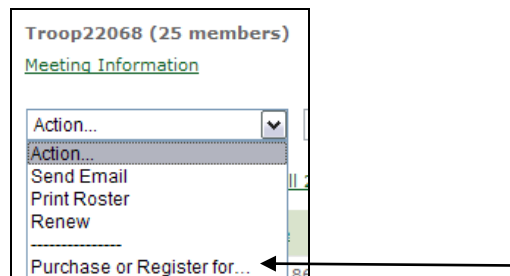 Troop22068 (25 members)
Meeting Information
Action...
Action...
Send Email
Print Roster
Renew
---------------
Purchase or Register for...